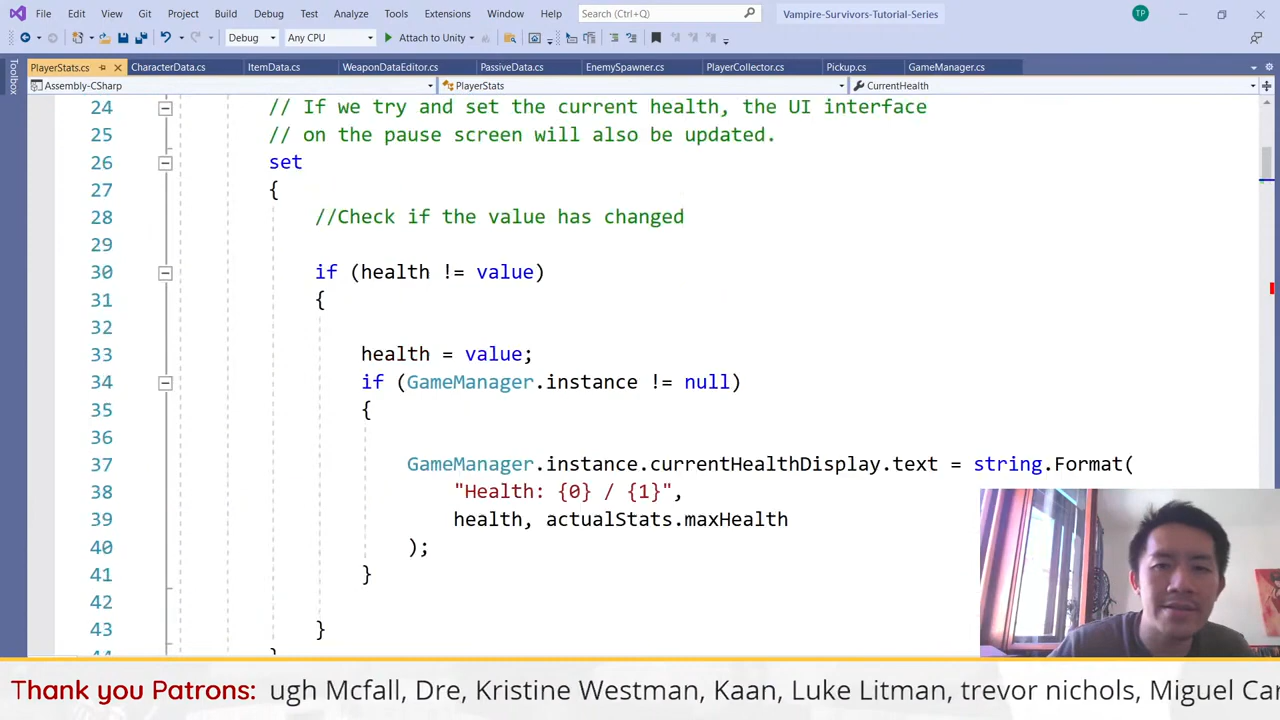 File Edit View Git Project Build Debug Test Analyze Tools Extensions Window Help Search (Ctrl+Q) Vampire-Survivors-Tutorial-Series TP
Debug Any CPU Attach to Unity
Toolbox
PlayerStats.cs CharacterData.cs ItemData.cs WeaponDataEditor.cs PassiveData.cs EnemySpawner.cs PlayerCollector.cs Pickup.cs GameManager.cs
Assembly-CSharp PlayerStats CurrentHealth
24 // If we try and set the current health, the UI interface
25 // on the pause screen will also be updated.
26 set
27 {
28 //Check if the value has changed
29
30 if (health != value)
31 {
32
33 health = value;
34 if (GameManager.instance != null)
35 {
36
37 GameManager.instance.currentHealthDisplay.text = string.Format(
38 "Health: {0} / {1}",
39 health, actualStats.maxHealth
40 );
41 }
42
43 }
Thank you Patrons: ugh Mcfall, Dre, Kristine Westman, Kaan, Luke Litman, trevor nichols, Miguel Car